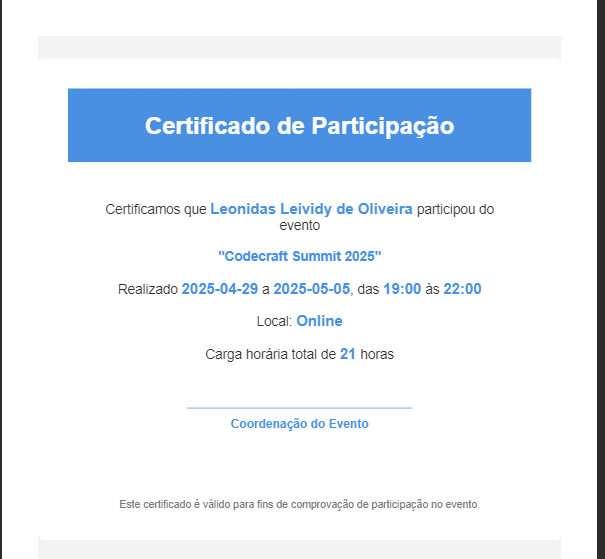 Certificado de Participação
Certificamos que Leonidas Leividy de Oliveira participou do
evento
"Codecraft Summit 2025"
Realizado 2025-04-29 a 2025-05-05, das 19:00 às 22:00
Local: Online
Carga horária total de 21 horas
Coordenação do Evento
Este certificado é válido para fins de comprovação de participação no evento.